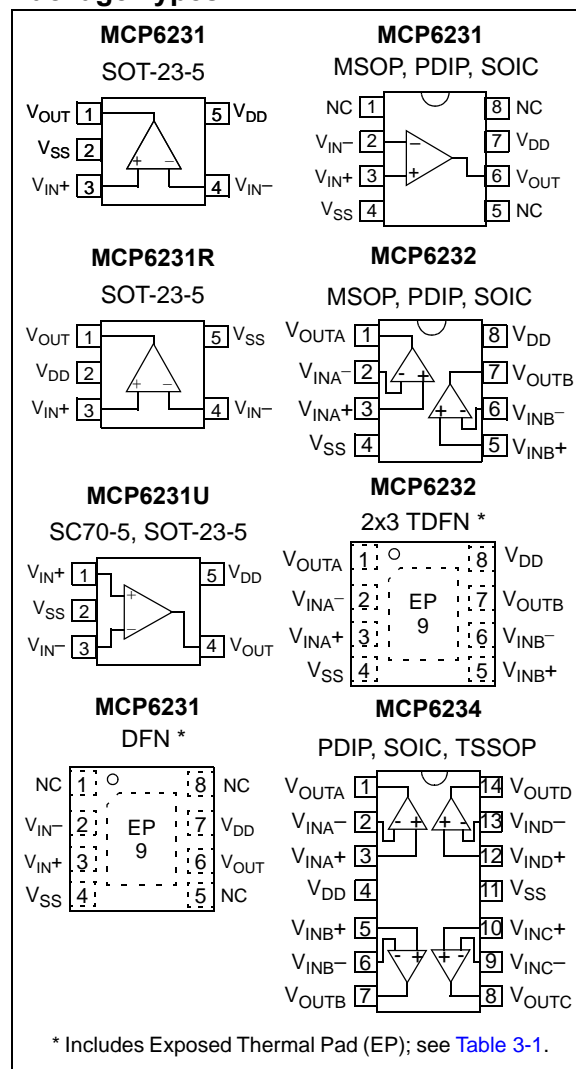 MCP6231
SOT-23-5
VOUT 1
5 VDD
VSS 2
VIN+ 3
4 VIN–
+ –
MCP6231
MSOP, PDIP, SOIC
NC 1
8 NC
VIN– 2
7 VDD
VIN+ 3
6 VOUT
VSS 4
5 NC
–
+
MCP6231R
SOT-23-5
VOUT 1
5 VSS
VDD 2
VIN+ 3
4 VIN–
+ –
MCP6232
MSOP, PDIP, SOIC
VOUTA 1
8 VDD
VINA– 2
7 VOUTB
VINA+ 3
6 VINB–
VSS 4
5 VINB+
- +
+ -
MCP6231U
SC70-5, SOT-23-5
VIN+ 1
5 VDD
VSS 2
VIN– 3
4 VOUT
+
–
MCP6232
2x3 TDFN *
VOUTA 1
8 VDD
VINA– 2
7 VOUTB
VINA+ 3
6 VINB–
VSS 4
5 VINB+
EP
9
MCP6231
DFN *
NC 1
8 NC
VIN– 2
7 VDD
VIN+ 3
6 VOUT
VSS 4
5 NC
EP
9
MCP6234
PDIP, SOIC, TSSOP
VOUTA 1
14 VOUTD
VINA– 2
13 VIND–
VINA+ 3
12 VIND+
VDD 4
11 VSS
VINB+ 5
10 VINC+
VINB– 6
9 VINC–
VOUTB 7
8 VOUTC
- +
+ -
- +
+ -
* Includes Exposed Thermal Pad (EP); see Table 3-1.